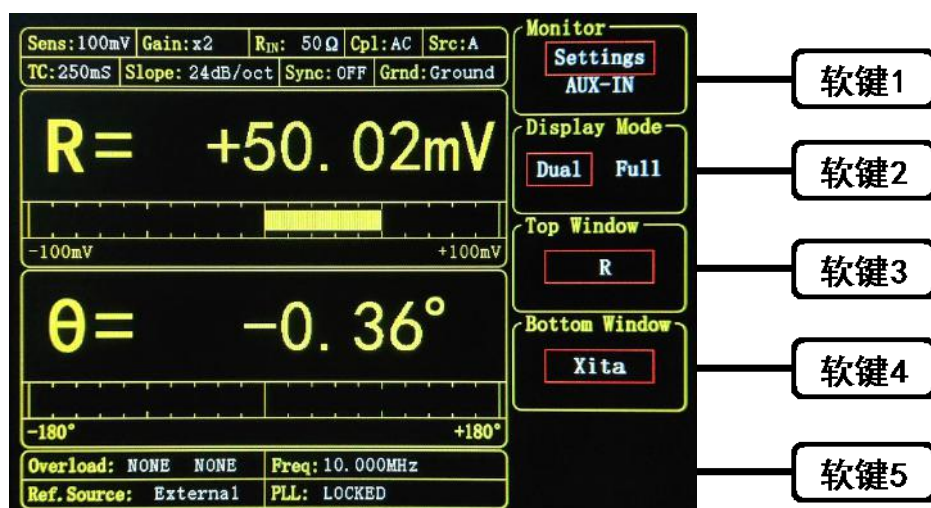 Sens:100mV Gain:x2 RIN: 50Ω Cpl:AC Src:A
TC:250mS Slope: 24dB/oct Sync:OFF Grnd:Ground
R= +50.02mV
-100mV +100mV
θ= -0.36°
-180° +180°
Overload: NONE NONE Freq:10.000MHz
Ref.Source: External PLL: LOCKED
Monitor
Settings
AUX-IN
Display Mode
Dual Full
Top Window
R
Bottom Window
Xita
软键1
软键2
软键3
软键4
软键5